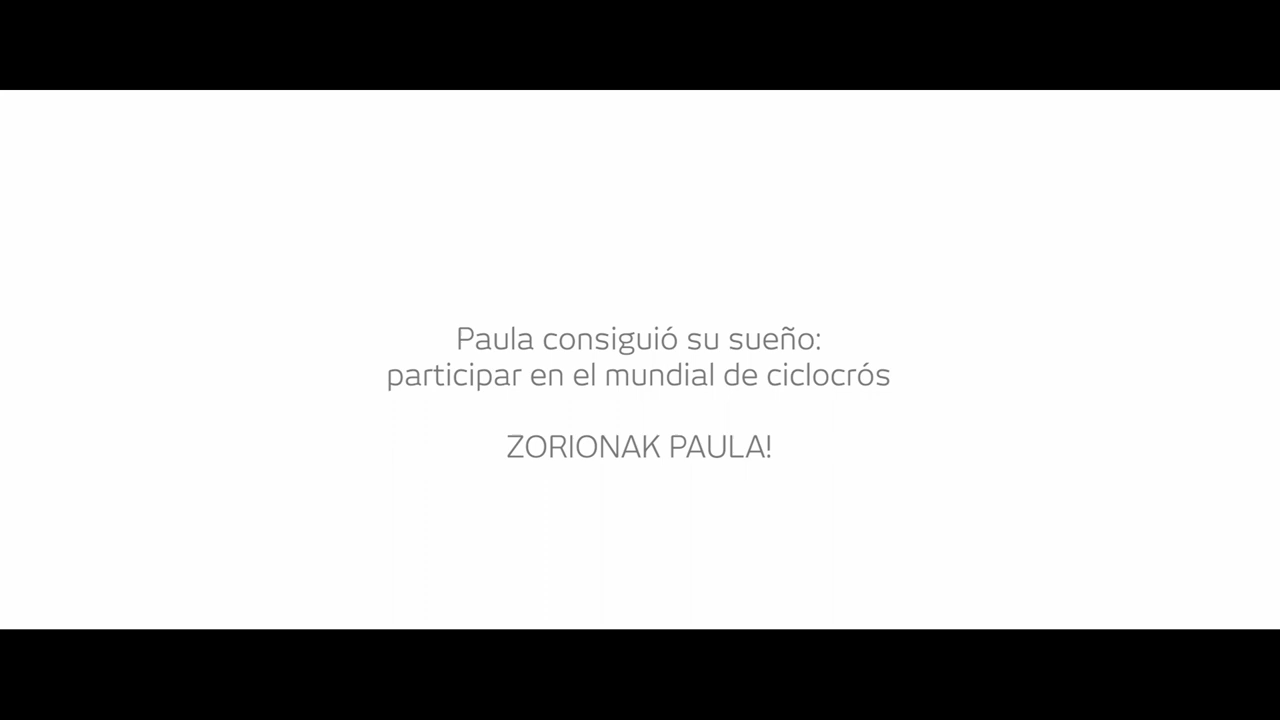 Paula consiguió su sueño:
participar en el mundial de ciclocrós
ZORIONAK PAULA!